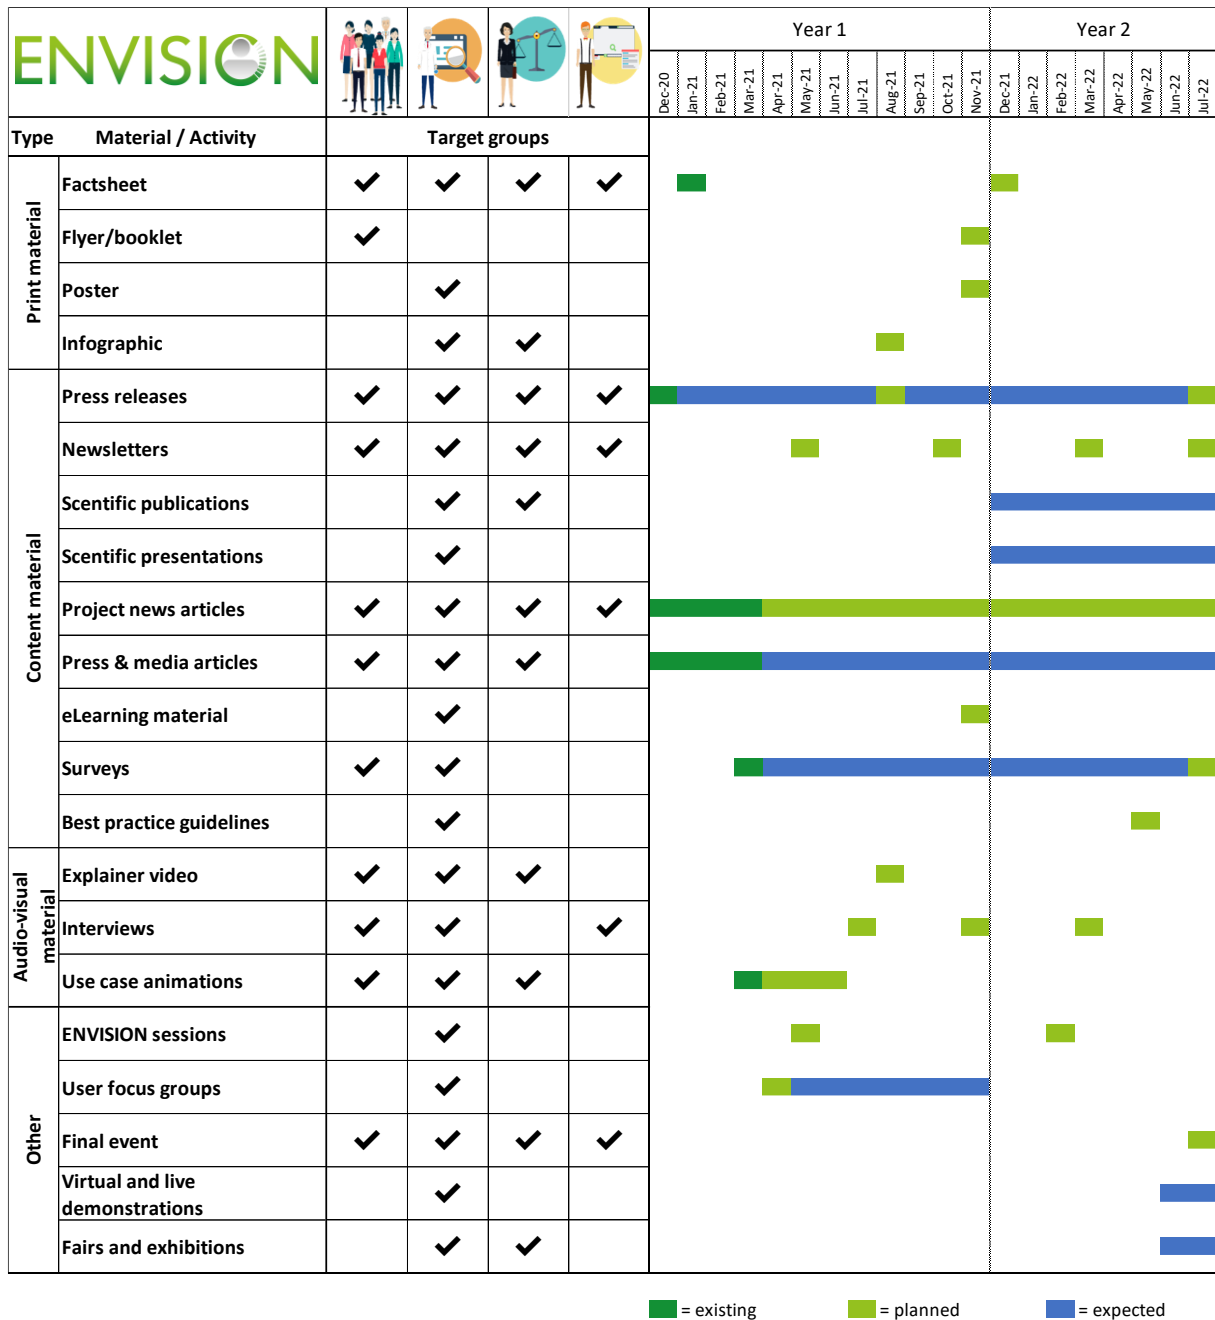 ENVISION
Year 1
Year 2
Dec-20
Jan-21
Feb-21
Mar-21
Apr-21
May-21
Jun-21
Jul-21
Aug-21
Sep-21
Oct-21
Nov-21
Dec-21
Jan-22
Feb-22
Mar-22
Apr-22
May-22
Jun-22
Jul-22
Type Material / Activity Target groups
Print material
Factsheet
Flyer/booklet
Poster
Infographic
Content material
Press releases
Newsletters
Scentific publications
Scentific presentations
Project news articles
Press & media articles
eLearning material
Surveys
Best practice guidelines
Audio-visual
material
Explainer video
Interviews
Use case animations
Other
ENVISION sessions
User focus groups
Final event
Virtual and live
demonstrations
Fairs and exhibitions
= existing = planned = expected